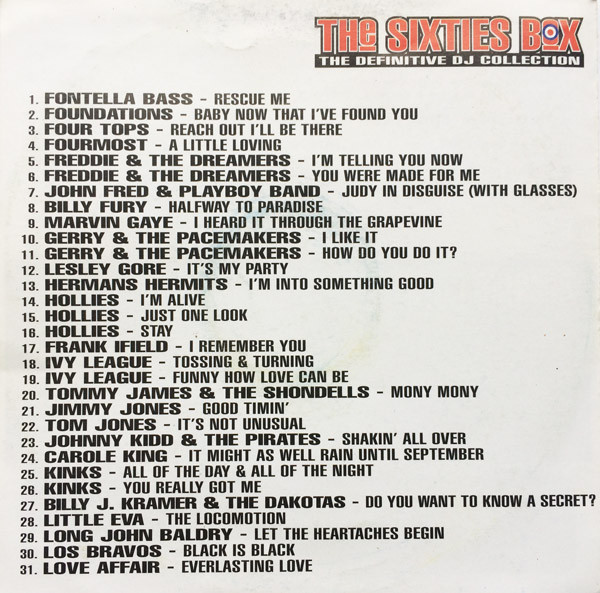 THE SIXTIES BOX
THE DEFINITIVE DJ COLLECTION
1. FONTELLA BASS - RESCUE ME
2. FOUNDATIONS - BABY NOW THAT I'VE FOUND YOU
3. FOUR TOPS - REACH OUT I'LL BE THERE
4. FOURMOST - A LITTLE LOVING
5. FREDDIE & THE DREAMERS - I'M TELLING YOU NOW
6. FREDDIE & THE DREAMERS - YOU WERE MADE FOR ME
7. JOHN FRED & PLAYBOY BAND - JUDY IN DISGUISE (WITH GLASSES)
8. BILLY FURY - HALFWAY TO PARADISE
9. MARVIN GAYE - I HEARD IT THROUGH THE GRAPEVINE
10. GERRY & THE PACEMAKERS - I LIKE IT
11. GERRY & THE PACEMAKERS - HOW DO YOU DO IT?
12. LESLEY GORE - IT'S MY PARTY
13. HERMANS HERMITS - I'M INTO SOMETHING GOOD
14. HOLLIES - I'M ALIVE
15. HOLLIES - JUST ONE LOOK
16. HOLLIES - STAY
17. FRANK IFIELD - I REMEMBER YOU
18. IVY LEAGUE - TOSSING & TURNING
19. IVY LEAGUE - FUNNY HOW LOVE CAN BE
20. TOMMY JAMES & THE SHONDELLS - MONY MONY
21. JIMMY JONES - GOOD TIMIN'
22. TOM JONES - IT'S NOT UNUSUAL
23. JOHNNY KIDD & THE PIRATES - SHAKIN' ALL OVER
24. CAROLE KING - IT MIGHT AS WELL RAIN UNTIL SEPTEMBER
25. KINKS - ALL OF THE DAY & ALL OF THE NIGHT
26. KINKS - YOU REALLY GOT ME
27. BILLY J. KRAMER & THE DAKOTAS - DO YOU WANT TO KNOW A SECRET?
28. LITTLE EVA - THE LOCOMOTION
29. LONG JOHN BALDRY - LET THE HEARTACHES BEGIN
30. LOS BRAVOS - BLACK IS BLACK
31. LOVE AFFAIR - EVERLASTING LOVE